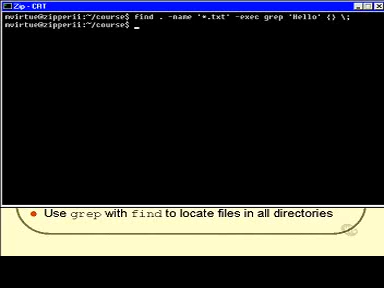 Zip - CRT
mvirtue@zipperii:~/course$ find . -name '*.txt' -exec grep 'Hello' {} \;
mvirtue@zipperii:~/course$
Use grep with find to locate files in all directories